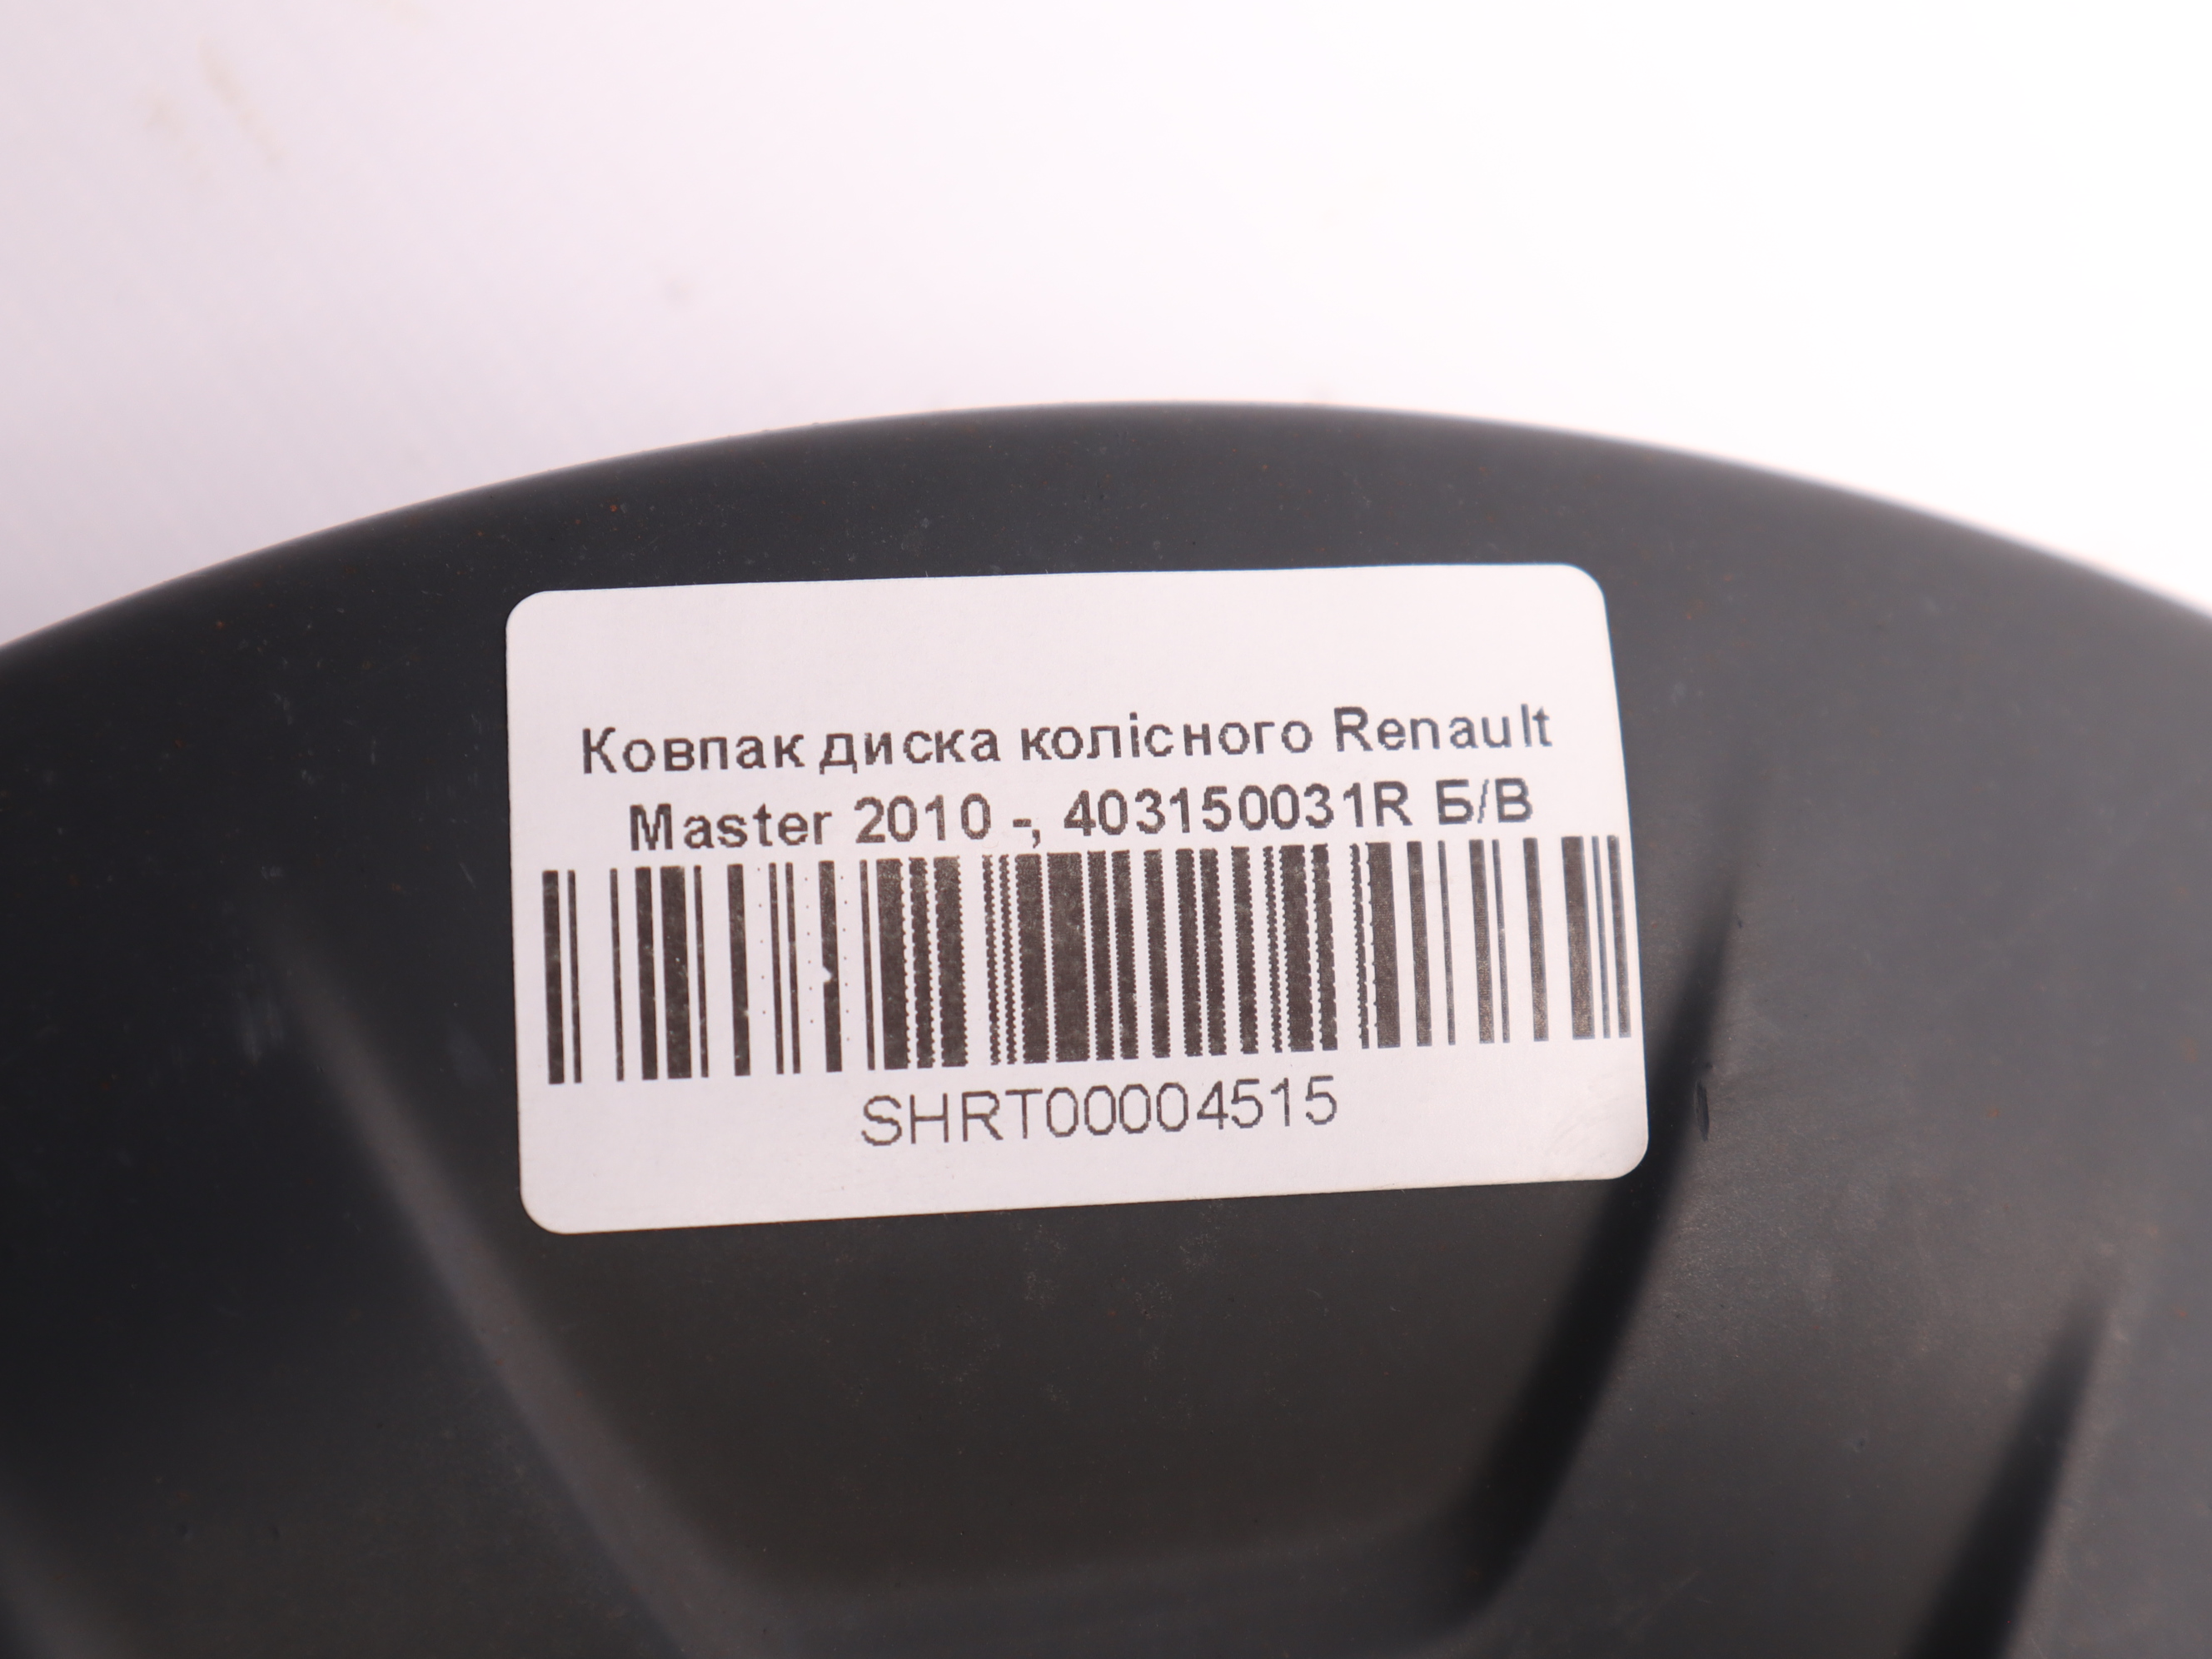 Ковпак диска колісного Renault
Master 2010 -, 403150031R Б/В
SHRT00004515